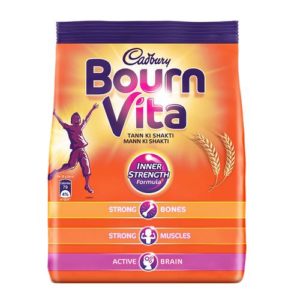 Cadbury
Bourn
Vita
TANN KI SHAKTI
MANN KI SHAKTI
INNER
STRENGTH
Formula
STRONG BONES
STRONG MUSCLES
ACTIVE BRAIN